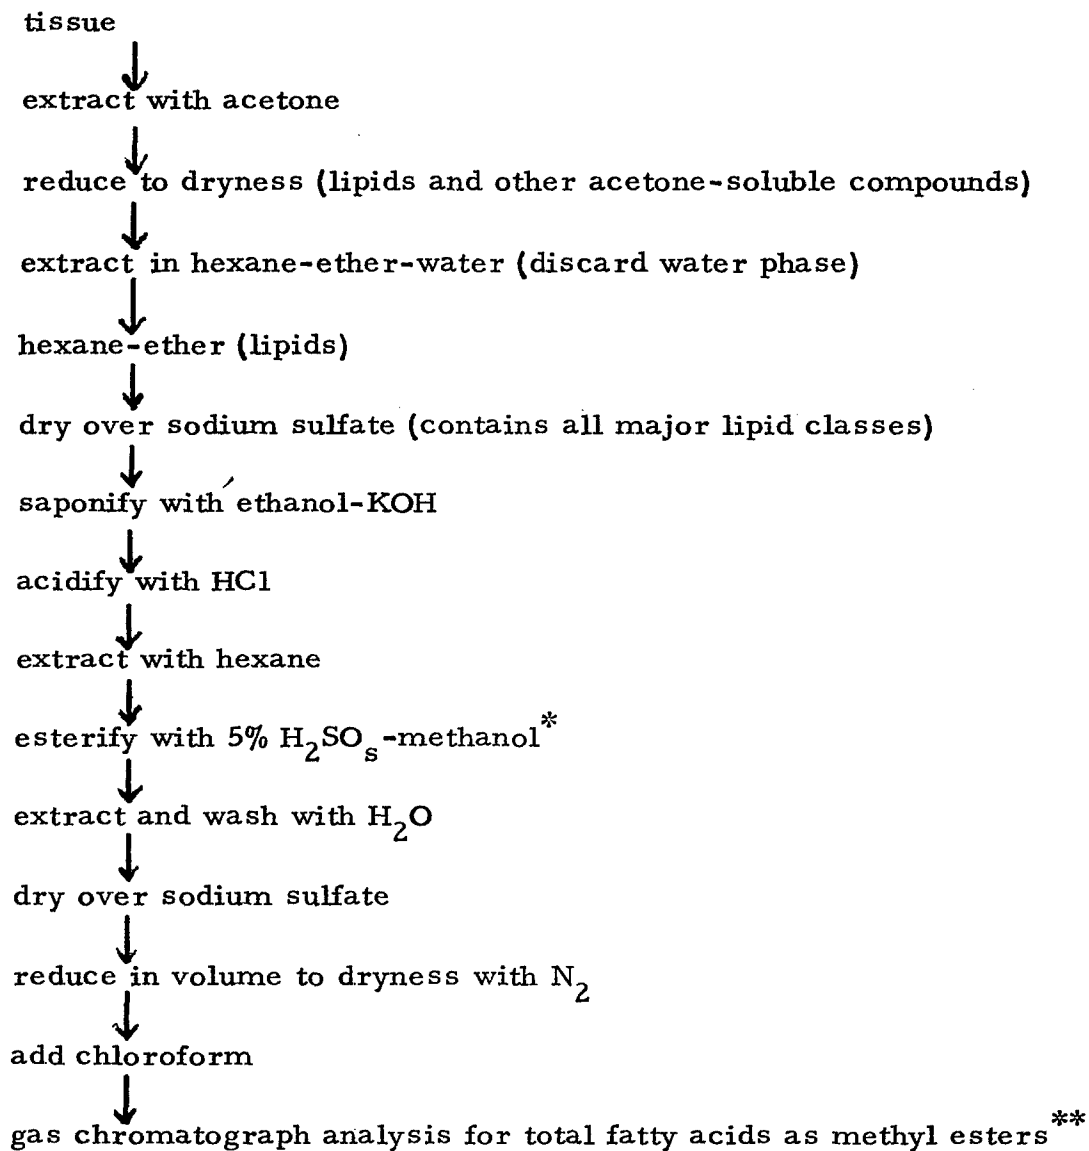 tissue
extract with acetone
reduce to dryness (lipids and other acetone-soluble compounds)
extract in hexane-ether-water (discard water phase)
hexane-ether (lipids)
dry over sodium sulfate (contains all major lipid classes)
saponify with ethanol-KOH
acidify with HCl
extract with hexane
esterify with 5% H₂SOₛ-methanol*
extract and wash with H₂O
dry over sodium sulfate
reduce in volume to dryness with N₂
add chloroform
gas chromatograph analysis for total fatty acids as methyl esters**